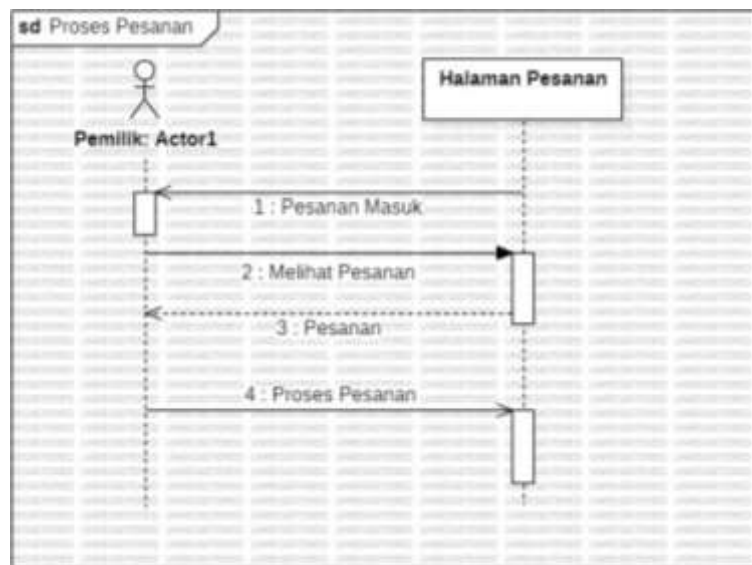 sd Proses Pesanan
Halaman Pesanan
Pemilik: Actor1
1 : Pesanan Masuk
2 : Melihat Pesanan
3 : Pesanan
4 : Proses Pesanan